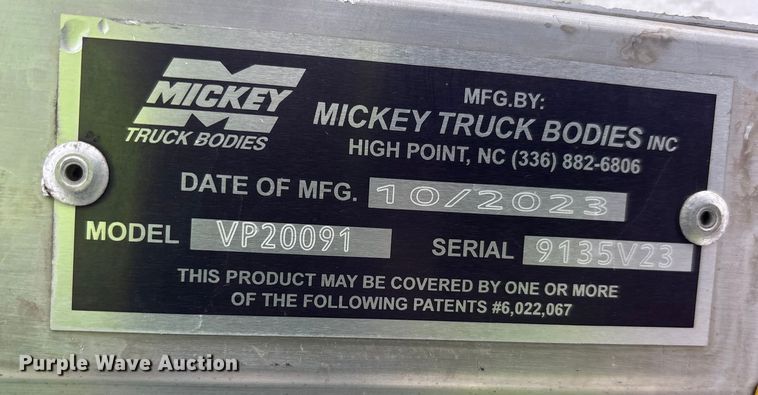 MICKEY
TRUCK BODIES
MFG.BY:
MICKEY TRUCK BODIES INC
HIGH POINT, NC (336) 882-6806
DATE OF MFG. 10/2023
MODEL VP20091 SERIAL 9135V23
THIS PRODUCT MAY BE COVERED BY ONE OR MORE
OF THE FOLLOWING PATENTS #6,022,067
Purple Wave Auction